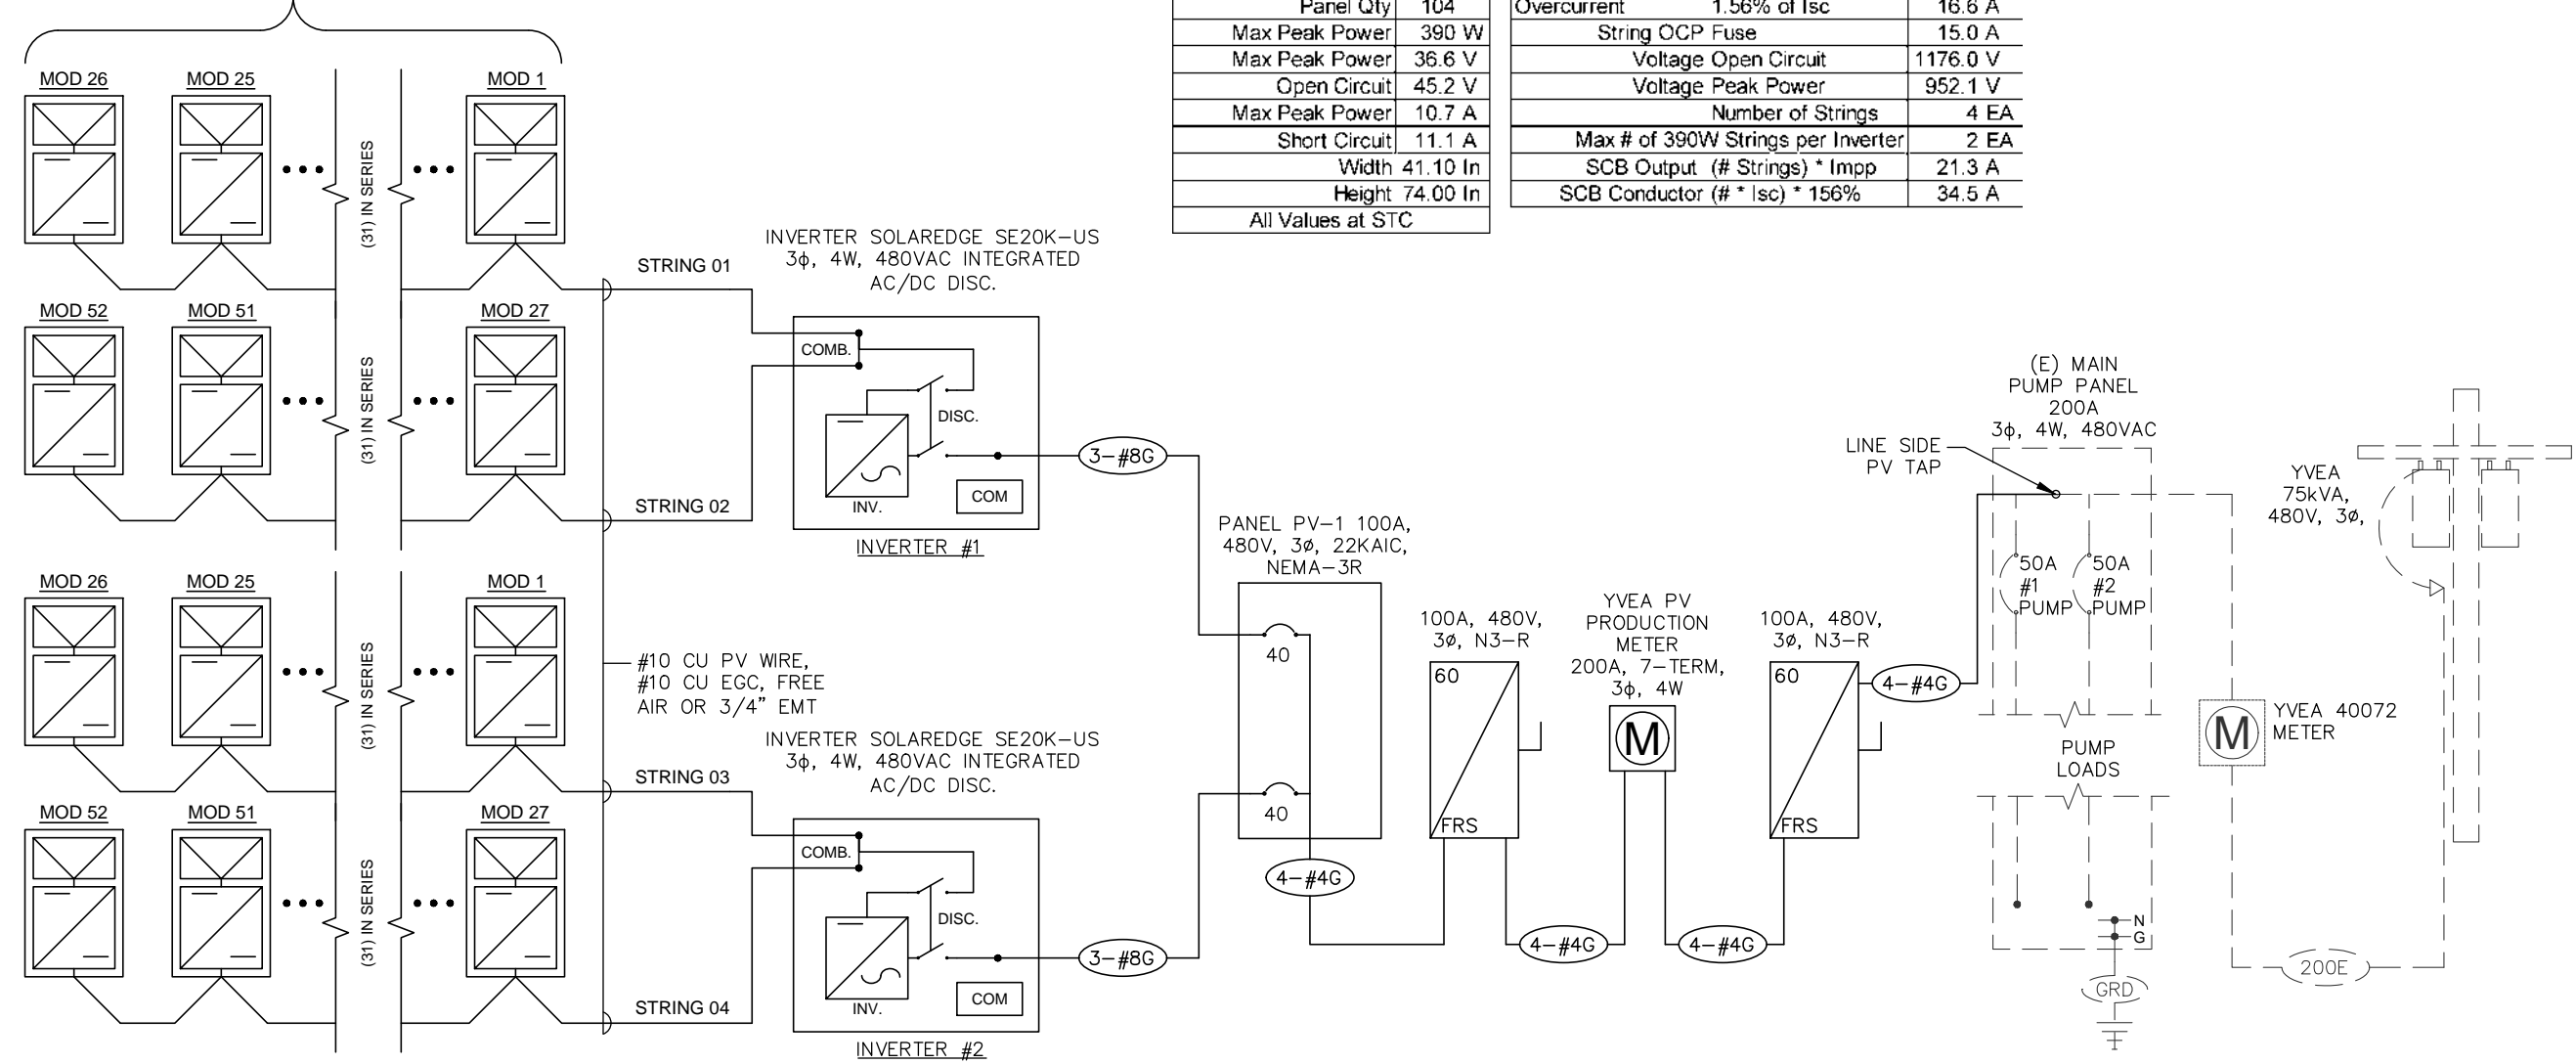 Panel Qty 104
Max Peak Power 390 W
Max Peak Power 36.6 V
Open Circuit 45.2 V
Max Peak Power 10.7 A
Short Circuit 11.1 A
Width 41.10 In
Height 74.00 In
All Values at STC
Overcurrent 1.56% of Isc 16.6 A
String OCP Fuse 15.0 A
Voltage Open Circuit 1176.0 V
Voltage Peak Power 952.1 V
Number of Strings 4 EA
Max # of 390W Strings per Inverter 2 EA
SCB Output (# Strings) * Impp 21.3 A
SCB Conductor (# * Isc) * 156% 34.5 A
MOD 26
MOD 25
MOD 1
(31) IN SERIES
STRING 01
MOD 52
MOD 51
MOD 27
(31) IN SERIES
STRING 02
INVERTER SOLAREDGE SE20K-US
3ϕ, 4W, 480VAC INTEGRATED
AC/DC DISC.
COMB.
DISC.
INV.
COM
INVERTER #1
3-#8G
MOD 26
MOD 25
MOD 1
(31) IN SERIES
#10 CU PV WIRE,
#10 CU EGC, FREE
AIR OR 3/4" EMT
STRING 03
MOD 52
MOD 51
MOD 27
(31) IN SERIES
STRING 04
INVERTER SOLAREDGE SE20K-US
3ϕ, 4W, 480VAC INTEGRATED
AC/DC DISC.
COMB.
DISC.
INV.
COM
INVERTER #2
3-#8G
PANEL PV-1 100A,
480V, 3ø, 22KAIC,
NEMA-3R
40
40
4-#4G
100A, 480V,
3ø, N3-R
60
FRS
4-#4G
YVEA PV
PRODUCTION
METER
200A, 7-TERM,
3ϕ, 4W
M
4-#4G
100A, 480V,
3ø, N3-R
60
FRS
4-#4G
LINE SIDE
PV TAP
(E) MAIN
PUMP PANEL
200A
3ϕ, 4W, 480VAC
50A
#1
PUMP
50A
#2
PUMP
PUMP
LOADS
N
G
GRD
YVEA 40072
METER
M
200E
YVEA
75kVA,
480V, 3ø,